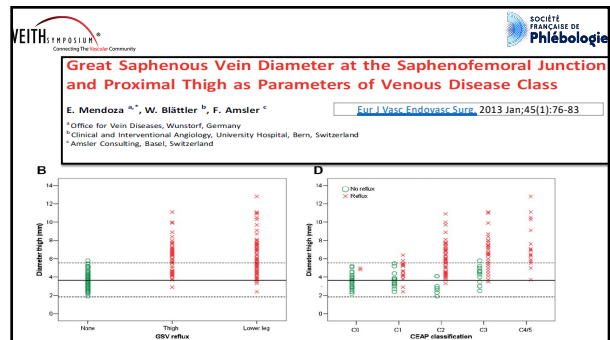 VEITHSYMPOSIUM®
Connecting The Vascular Community
SOCIÉTÉ
FRANÇAISE DE
Phlébologie
Great Saphenous Vein Diameter at the Saphenofemoral Junction
and Proximal Thigh as Parameters of Venous Disease Class
E. Mendoza a,*, W. Blättler b, F. Amsler c
Eur J Vasc Endovasc Surg. 2013 Jan;45(1):76-83
a Office for Vein Diseases, Wunstorf, Germany
b Clinical and Interventional Angiology, University Hospital, Bern, Switzerland
c Amsler Consulting, Basel, Switzerland
B
14
12
10
8
6
4
2
0
Diameter thigh (mm)
None Thigh Lower leg
GSV reflux
D
No reflux
Reflux
14
12
10
8
6
4
2
0
Diameter thigh (mm)
C0 C1 C2 C3 C4/5
CEAP classification